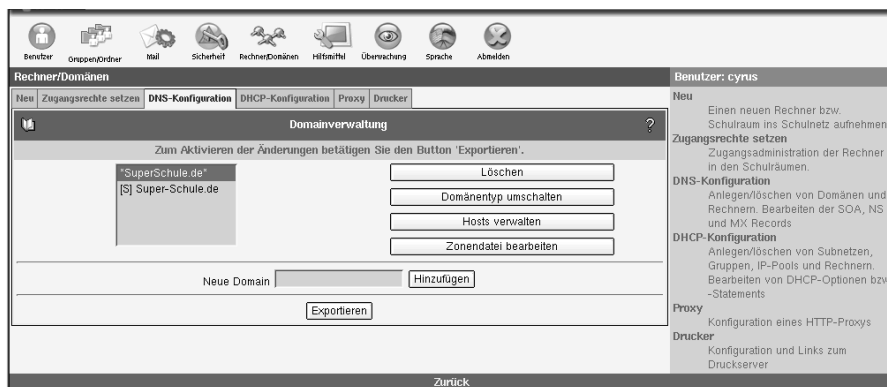 Benutzer
Gruppen/Ordner
Mail
Sicherheit
Rechner/Domänen
Hilfsmittel
Überwachung
Sprache
Abmelden
Rechner/Domänen
Neu
Zugangsrechte setzen
DNS-Konfiguration
DHCP-Konfiguration
Proxy
Drucker
Domainverwaltung
?
Zum Aktivieren der Änderungen betätigen Sie den Button 'Exportieren'.
"SuperSchule.de"
[S] Super-Schule.de
Löschen
Domänentyp umschalten
Hosts verwalten
Zonendatei bearbeiten
Neue Domain
Hinzufügen
Exportieren
Benutzer: cyrus
Neu
Einen neuen Rechner bzw.
Schulraum ins Schulnetz aufnehmen
Zugangsrechte setzen
Zugangsadministration der Rechner
in den Schulräumen.
DNS-Konfiguration
Anlegen/löschen von Domänen und
Rechnern. Bearbeiten der SOA, NS
und MX Records
DHCP-Konfiguration
Anlegen/löschen von Subnetzen,
Gruppen, IP-Pools und Rechnern.
Bearbeiten von DHCP-Optionen bzw
-Statements
Proxy
Konfiguration eines HTTP-Proxys
Drucker
Konfiguration und Links zum
Druckserver
Zurück